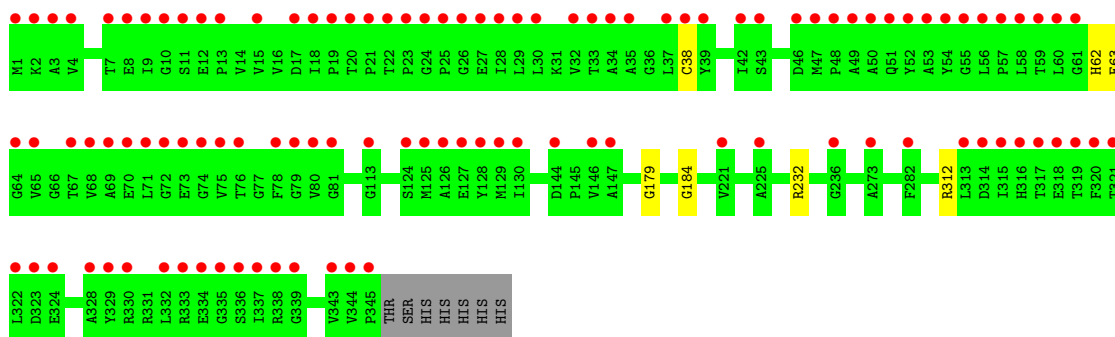 M1 K2 A3 V4 T7 E8 I9 G10 S11 E12 P13 V14 V15 V16 D17 I18 P19 T20 P21 T22 P23 G24 P25 G26 E27 I28 L29 L30 K31 V32 T33 A34 A35 G36 L37 C38 Y39 I42 S43 D46 M47 P48 A49 A50 Q51 Y52 A53 Y54 G55 L56 P57 L58 T59 L60 G61 H62
G64 V65 G66 T67 V68 A69 E70 L71 G72 E73 G74 V75 T76 G77 F78 G79 V80 G81 G113 S124 M125 A126 E127 Y128 M129 I130 D144 P145 V146 A147 G179 G184 V221 A225 R232 G236 A273 F282 R312 L313 D314 I315 H316 T317 E318 T319 F320 T321
L322 D323 E324 A328 Y329 R330 R331 L332 R333 E334 G335 S336 I337 R338 G339 V343 V344 P345 THR SER HIS HIS HIS HIS HIS HIS